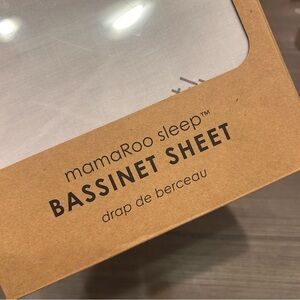 mamaRoo sleep™
BASSINET SHEET
drap de berceau